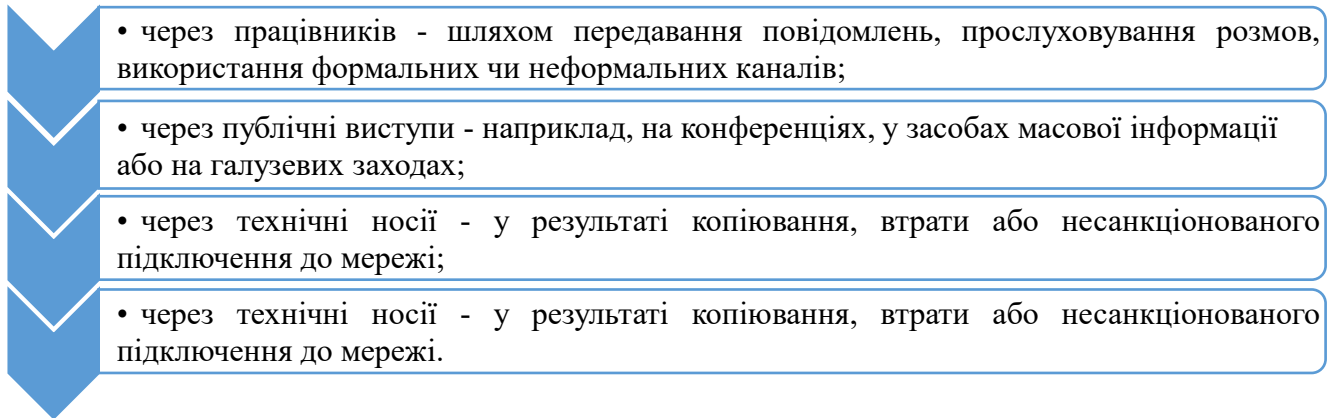 • через працівників - шляхом передавання повідомлень, прослуховування розмов,
використання формальних чи неформальних каналів;
• через публічні виступи - наприклад, на конференціях, у засобах масової інформації
або на галузевих заходах;
• через технічні носії - у результаті копіювання, втрати або несанкціонованого
підключення до мережі;
• через технічні носії - у результаті копіювання, втрати або несанкціонованого
підключення до мережі.